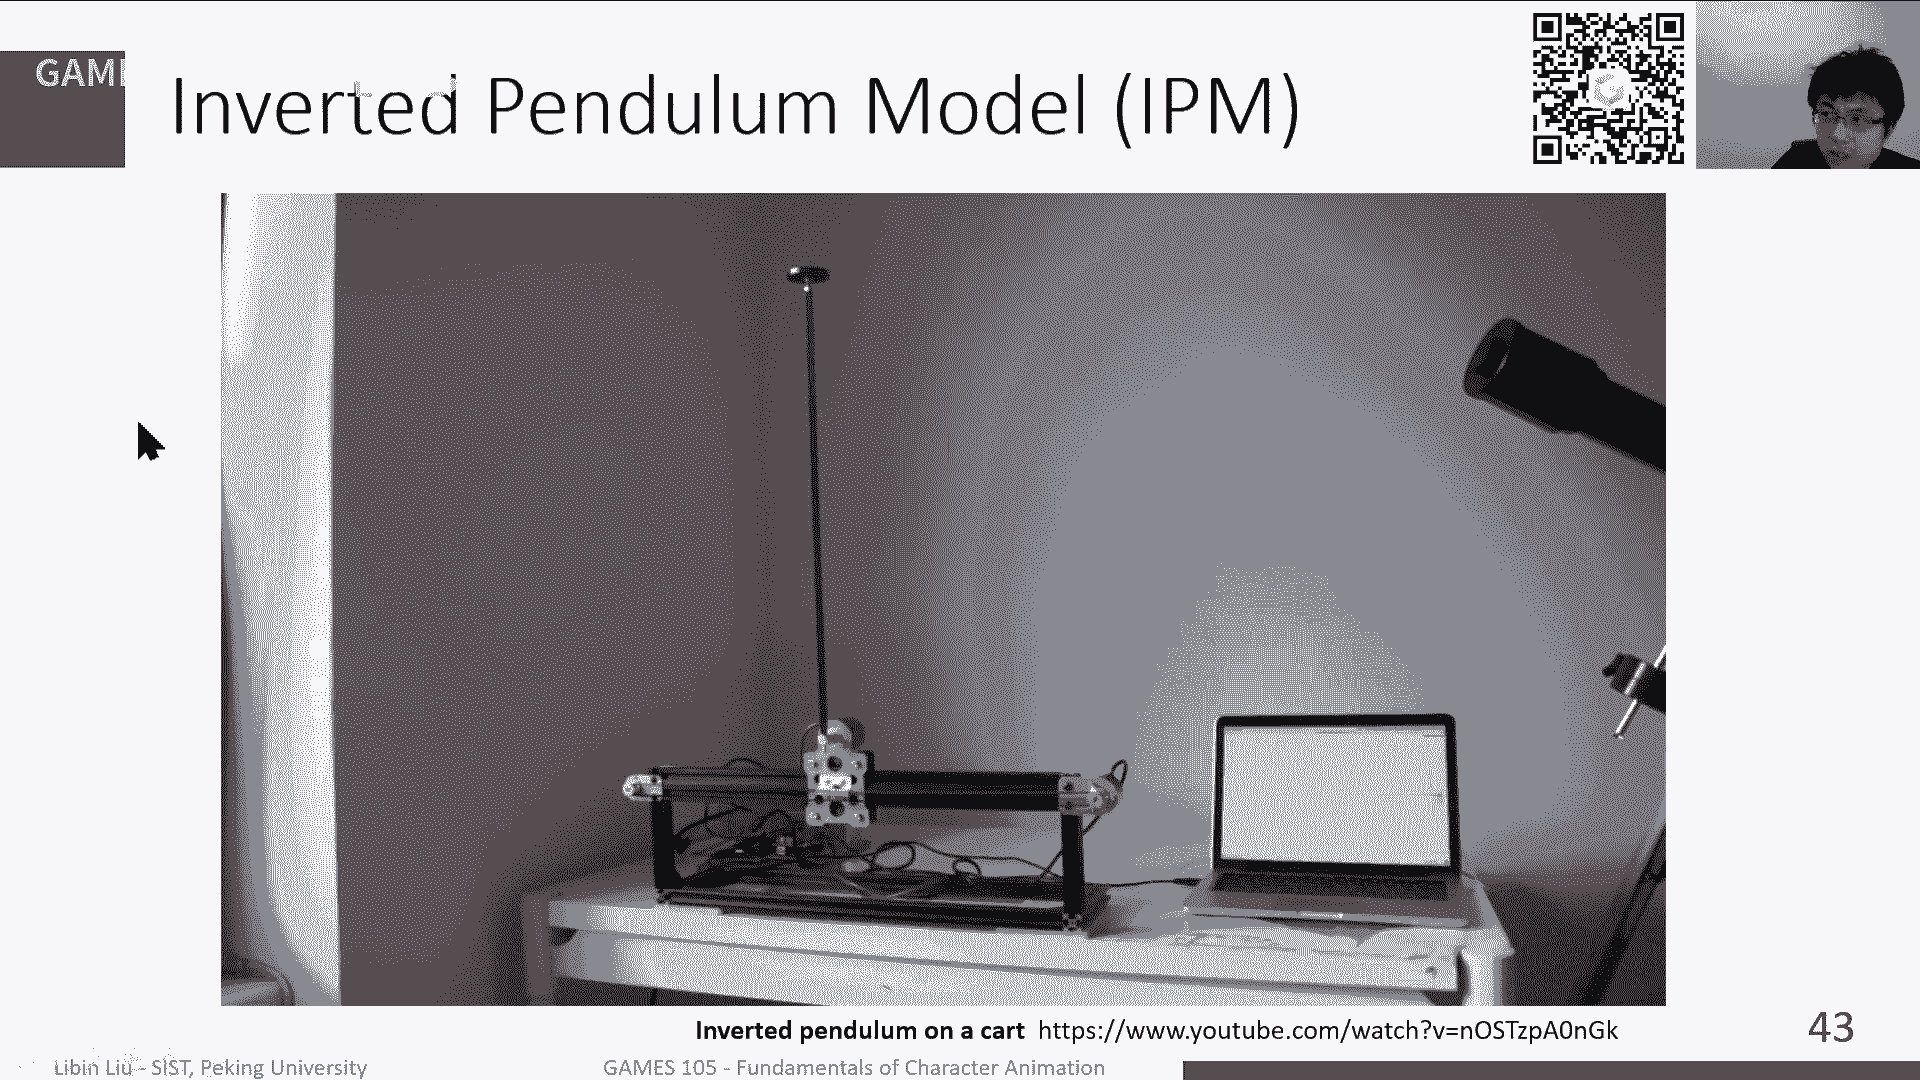 GAM
Inverted Pendulum Model (IPM)
Inverted pendulum on a cart https://www.youtube.com/watch?v=nOSTzpA0nGk
43
Libin Liu - SIST, Peking University
GAMES 105 - Fundamentals of Character Animation